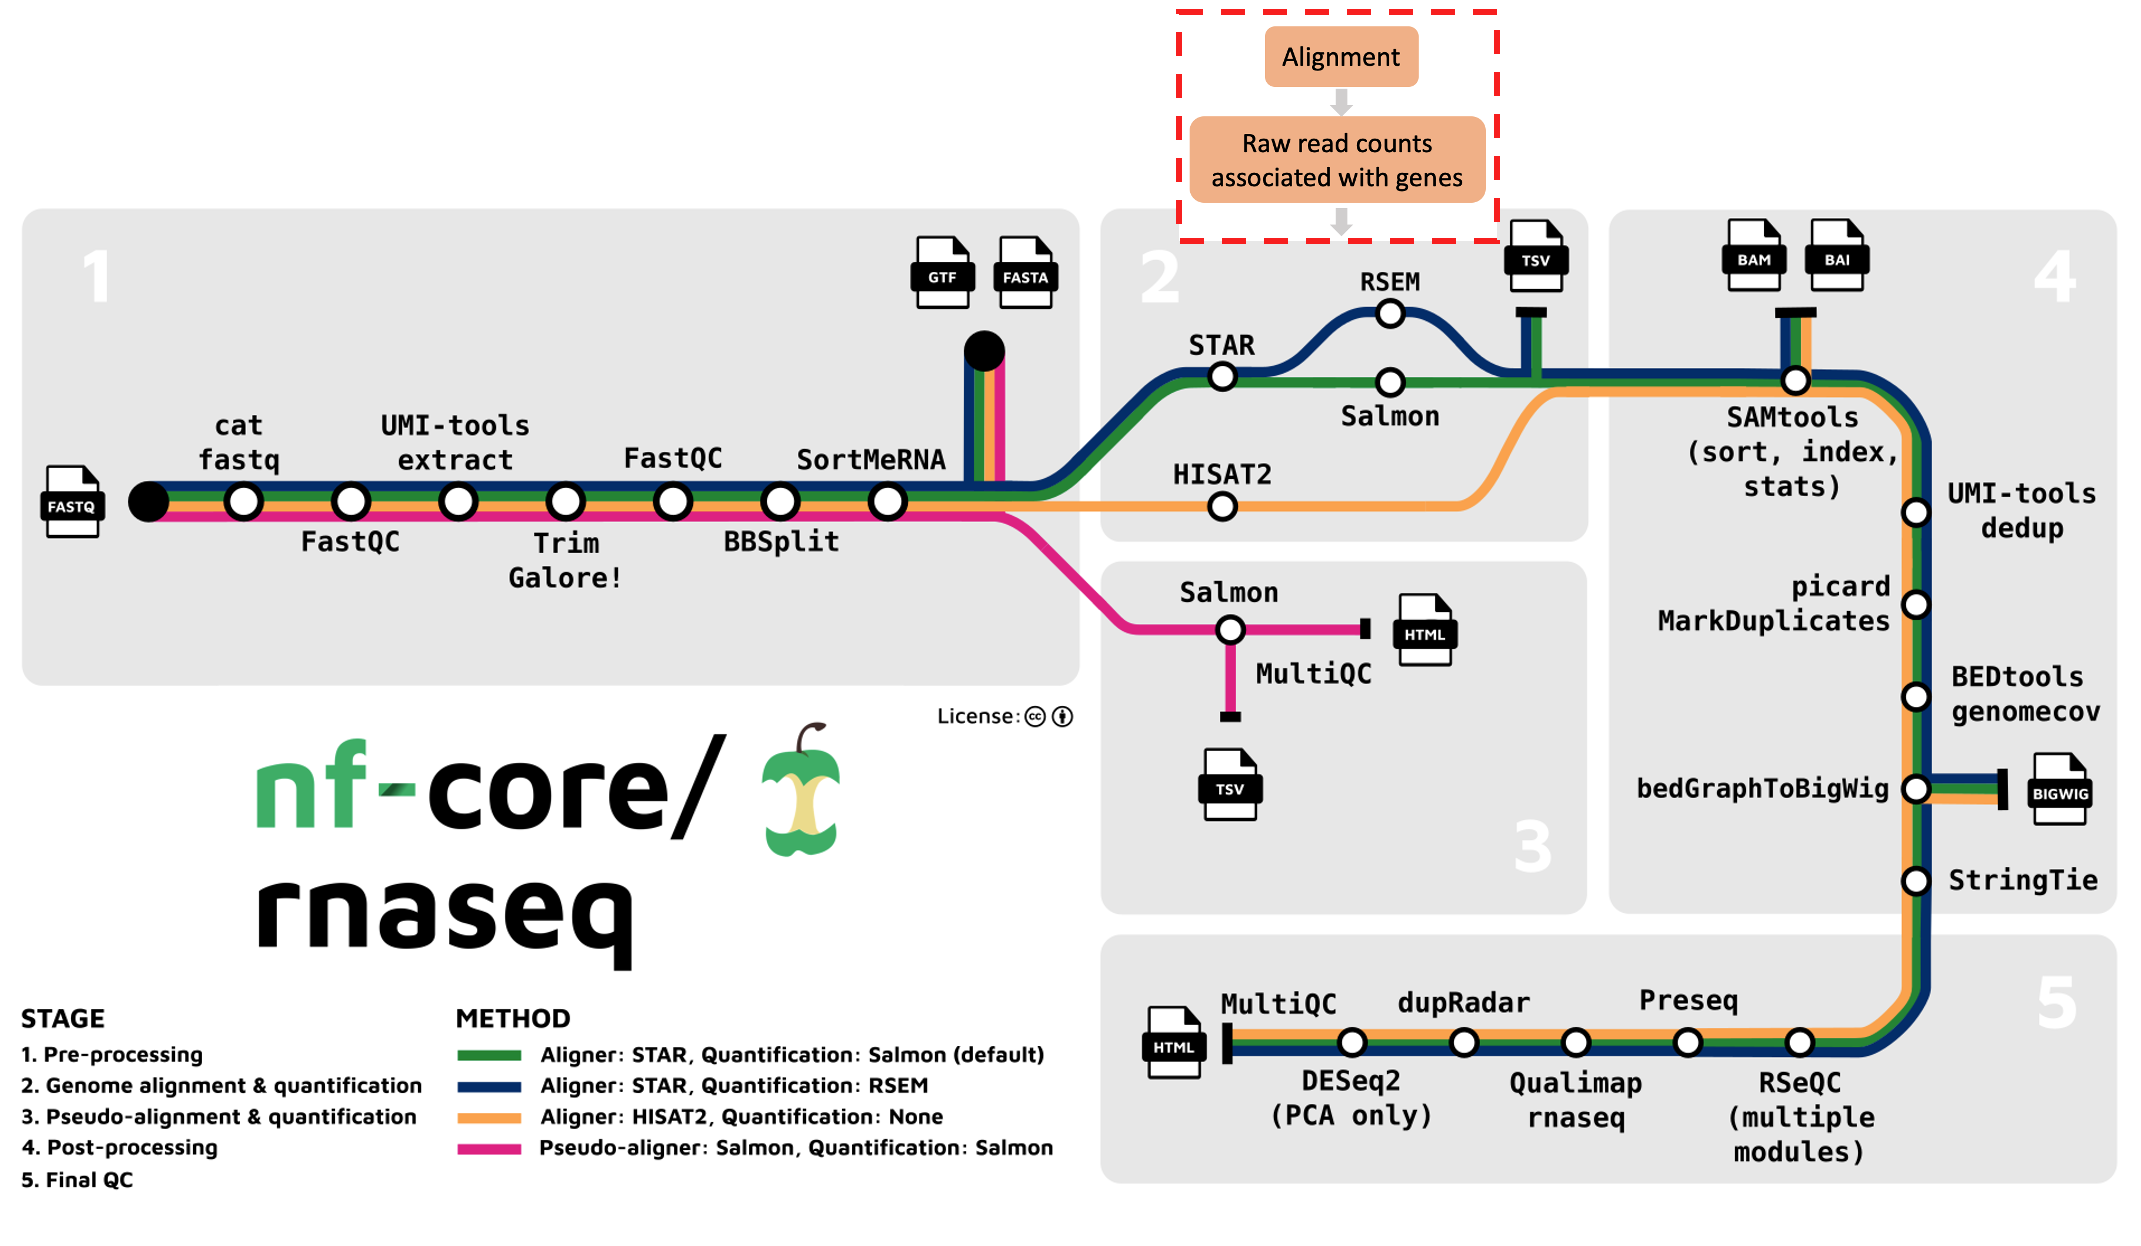 Alignment
Raw read counts
associated with genes
1
GTF
FASTA
cat
fastq
UMI-tools
extract
FastQC
SortMeRNA
FASTQ
FastQC
Trim
Galore!
BBSplit
2
TSV
RSEM
STAR
Salmon
HISAT2
Salmon
HTML
MultiQC
TSV
3
4
BAM
BAI
SAMtools
(sort, index,
stats)
UMI-tools
dedup
picard
MarkDuplicates
BEDtools
genomecov
bedGraphToBigWig
BIGWIG
StringTie
5
MultiQC
dupRadar
Preseq
HTML
DESeq2
(PCA only)
Qualimap
rnaseq
RSeQC
(multiple
modules)
License: cc
nf-core/
rnaseq
STAGE
1. Pre-processing
2. Genome alignment & quantification
3. Pseudo-alignment & quantification
4. Post-processing
5. Final QC
METHOD
Aligner: STAR, Quantification: Salmon (default)
Aligner: STAR, Quantification: RSEM
Aligner: HISAT2, Quantification: None
Pseudo-aligner: Salmon, Quantification: Salmon